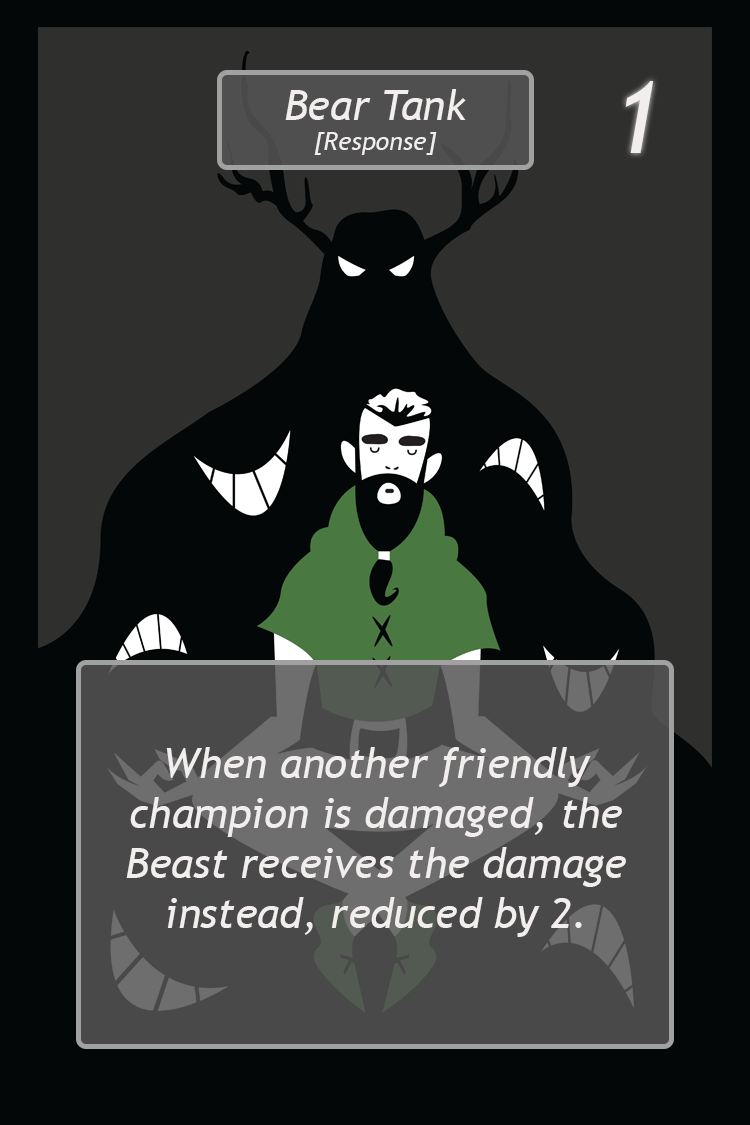 Bear Tank
1
[Response]
When another friendly
champion is damaged, the
Beast receives the damage
instead, reduced by 2.